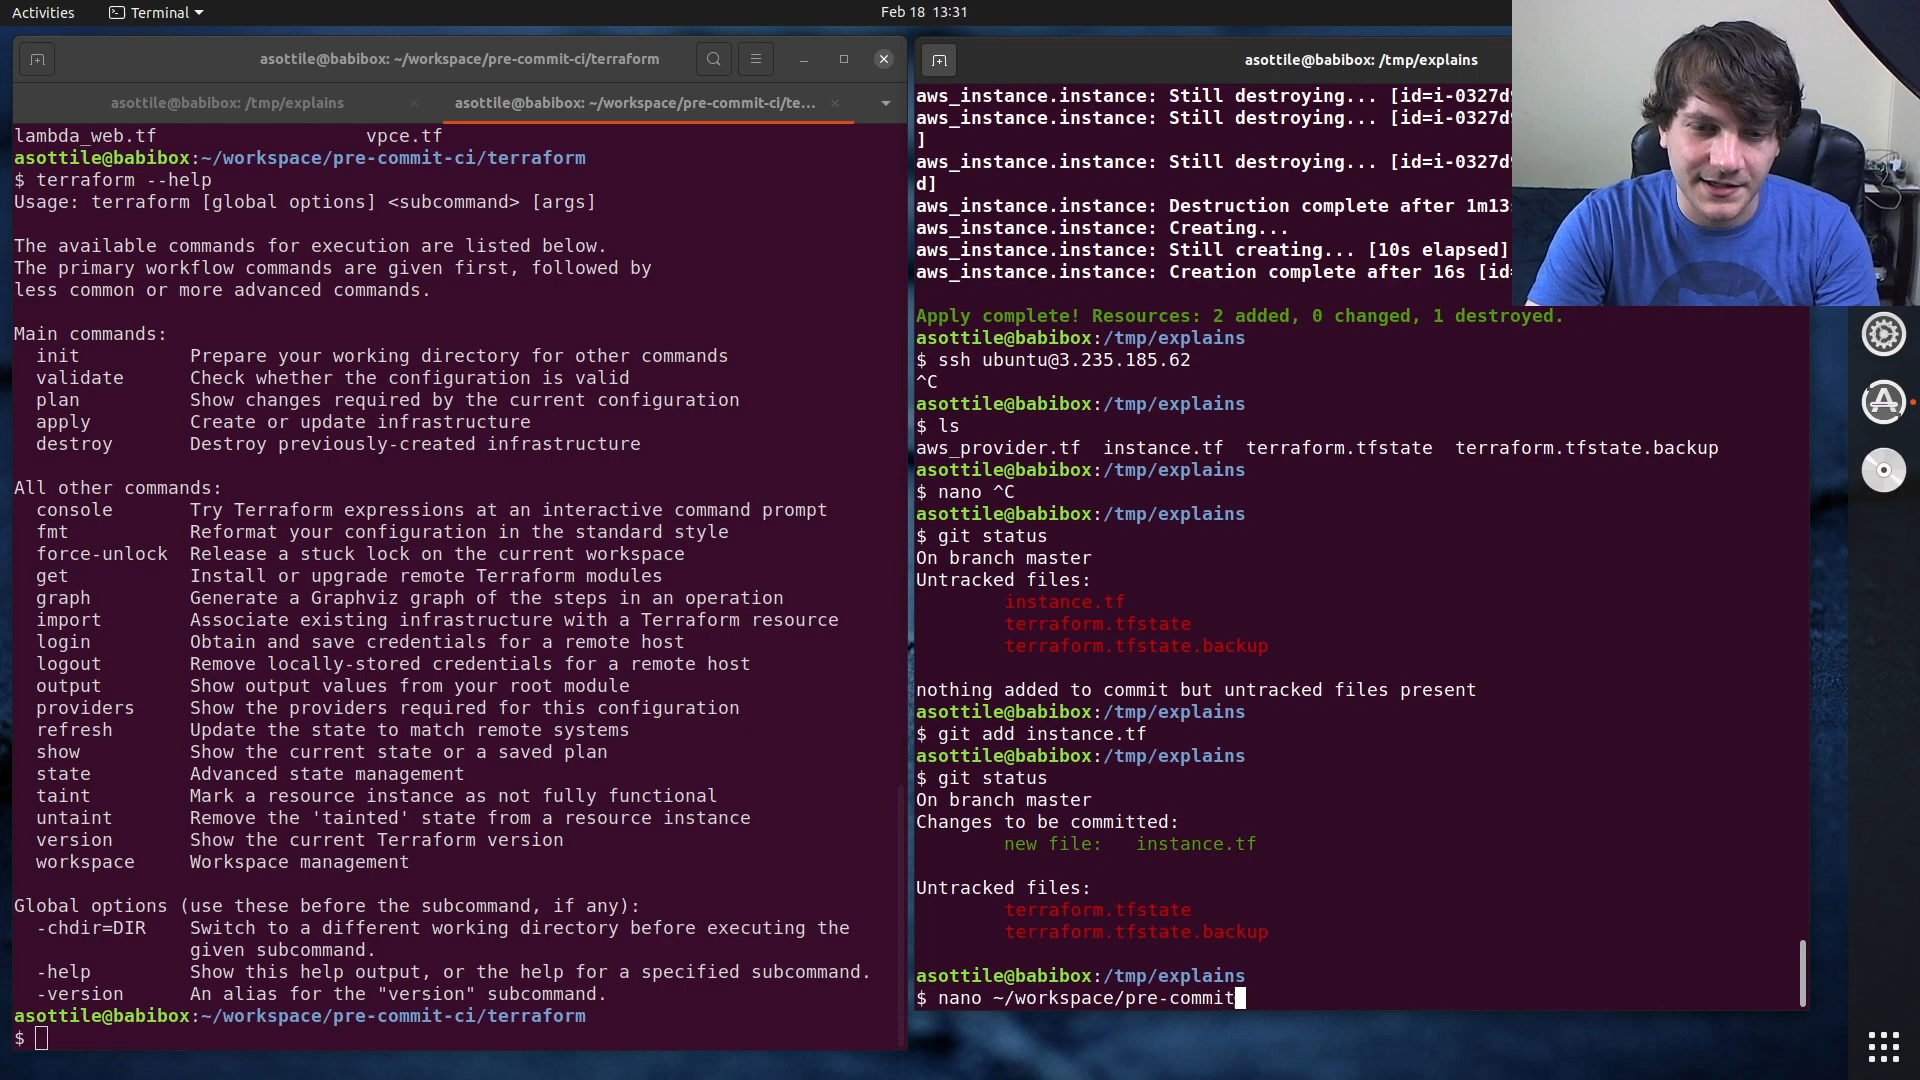 Activities
Terminal
Feb 18 13:31
asottile@babibox: ~/workspace/pre-commit-ci/terraform
asottile@babibox: /tmp/explains
asottile@babibox: ~/workspace/pre-commit-ci/te...
lambda_web.tf vpce.tf
asottile@babibox:~/workspace/pre-commit-ci/terraform
$ terraform --help
Usage: terraform [global options] <subcommand> [args]
The available commands for execution are listed below.
The primary workflow commands are given first, followed by
less common or more advanced commands.
Main commands:
init Prepare your working directory for other commands
validate Check whether the configuration is valid
plan Show changes required by the current configuration
apply Create or update infrastructure
destroy Destroy previously-created infrastructure
All other commands:
console Try Terraform expressions at an interactive command prompt
fmt Reformat your configuration in the standard style
force-unlock Release a stuck lock on the current workspace
get Install or upgrade remote Terraform modules
graph Generate a Graphviz graph of the steps in an operation
import Associate existing infrastructure with a Terraform resource
login Obtain and save credentials for a remote host
logout Remove locally-stored credentials for a remote host
output Show output values from your root module
providers Show the providers required for this configuration
refresh Update the state to match remote systems
show Show the current state or a saved plan
state Advanced state management
taint Mark a resource instance as not fully functional
untaint Remove the 'tainted' state from a resource instance
version Show the current Terraform version
workspace Workspace management
Global options (use these before the subcommand, if any):
-chdir=DIR Switch to a different working directory before executing the
given subcommand.
-help Show this help output, or the help for a specified subcommand.
-version An alias for the "version" subcommand.
asottile@babibox:~/workspace/pre-commit-ci/terraform
$
asottile@babibox: /tmp/explains
aws_instance.instance: Still destroying... [id=i-0327d
aws_instance.instance: Still destroying... [id=i-0327d
]
aws_instance.instance: Still destroying... [id=i-0327d
d]
aws_instance.instance: Destruction complete after 1m13
aws_instance.instance: Creating...
aws_instance.instance: Still creating... [10s elapsed]
aws_instance.instance: Creation complete after 16s [id=
Apply complete! Resources: 2 added, 0 changed, 1 destroyed.
asottile@babibox:/tmp/explains
$ ssh ubuntu@3.235.185.62
^C
asottile@babibox:/tmp/explains
$ ls
aws_provider.tf instance.tf terraform.tfstate terraform.tfstate.backup
asottile@babibox:/tmp/explains
$ nano ^C
asottile@babibox:/tmp/explains
$ git status
On branch master
Untracked files:
instance.tf
terraform.tfstate
terraform.tfstate.backup
nothing added to commit but untracked files present
asottile@babibox:/tmp/explains
$ git add instance.tf
asottile@babibox:/tmp/explains
$ git status
On branch master
Changes to be committed:
new file: instance.tf
Untracked files:
terraform.tfstate
terraform.tfstate.backup
asottile@babibox:/tmp/explains
$ nano ~/workspace/pre-commit